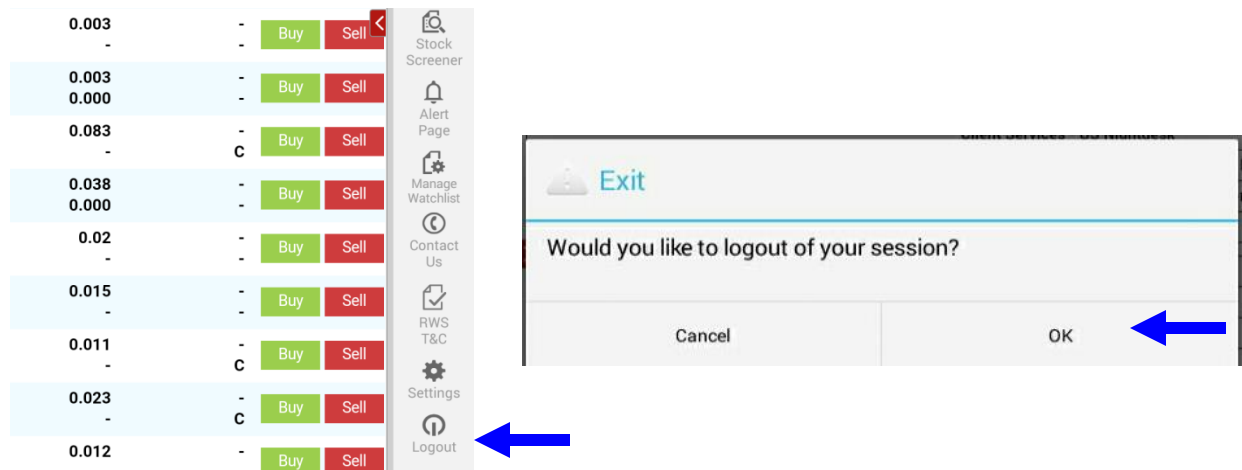 0.003 - Buy Sell
- -
0.003 - Buy Sell
0.000 -
0.083 - Buy Sell
- C
0.038 - Buy Sell
0.000 -
0.02 - Buy Sell
- -
0.015 - Buy Sell
- -
0.011 - Buy Sell
- C
0.023 - Buy Sell
- C
0.012 - Buy Sell
Stock
Screener
Alert
Page
Manage
Watchlist
Contact
Us
RWS
T&C
Settings
Logout
Exit
Would you like to logout of your session?
Cancel
OK